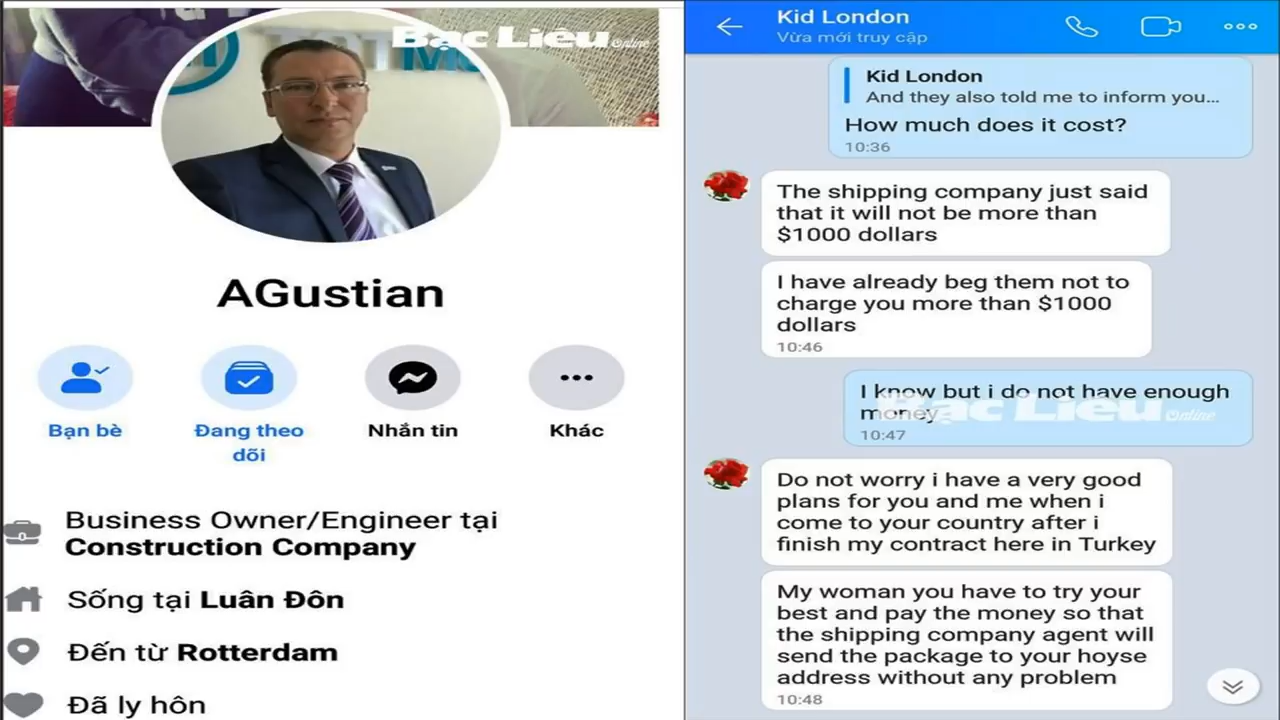 Bạc Liêu Online
AGustian
Bạn bè
Đang theo
dõi
Nhắn tin
Khác
Business Owner/Engineer tại
Construction Company
Sống tại Luân Đôn
Đến từ Rotterdam
Đã ly hôn
Kid London
Vừa mới truy cập
Kid London
And they also told me to inform you...
How much does it cost?
10:36
The shipping company just said
that it will not be more than
$1000 dollars
I have already beg them not to
charge you more than $1000
dollars
10:46
I know but i do not have enough
money
Bạc Liêu Online
10:47
Do not worry i have a very good
plans for you and me when i
come to your country after i
finish my contract here in Turkey
My woman you have to try your
best and pay the money so that
the shipping company agent will
send the package to your hoyse
address without any problem
10:48